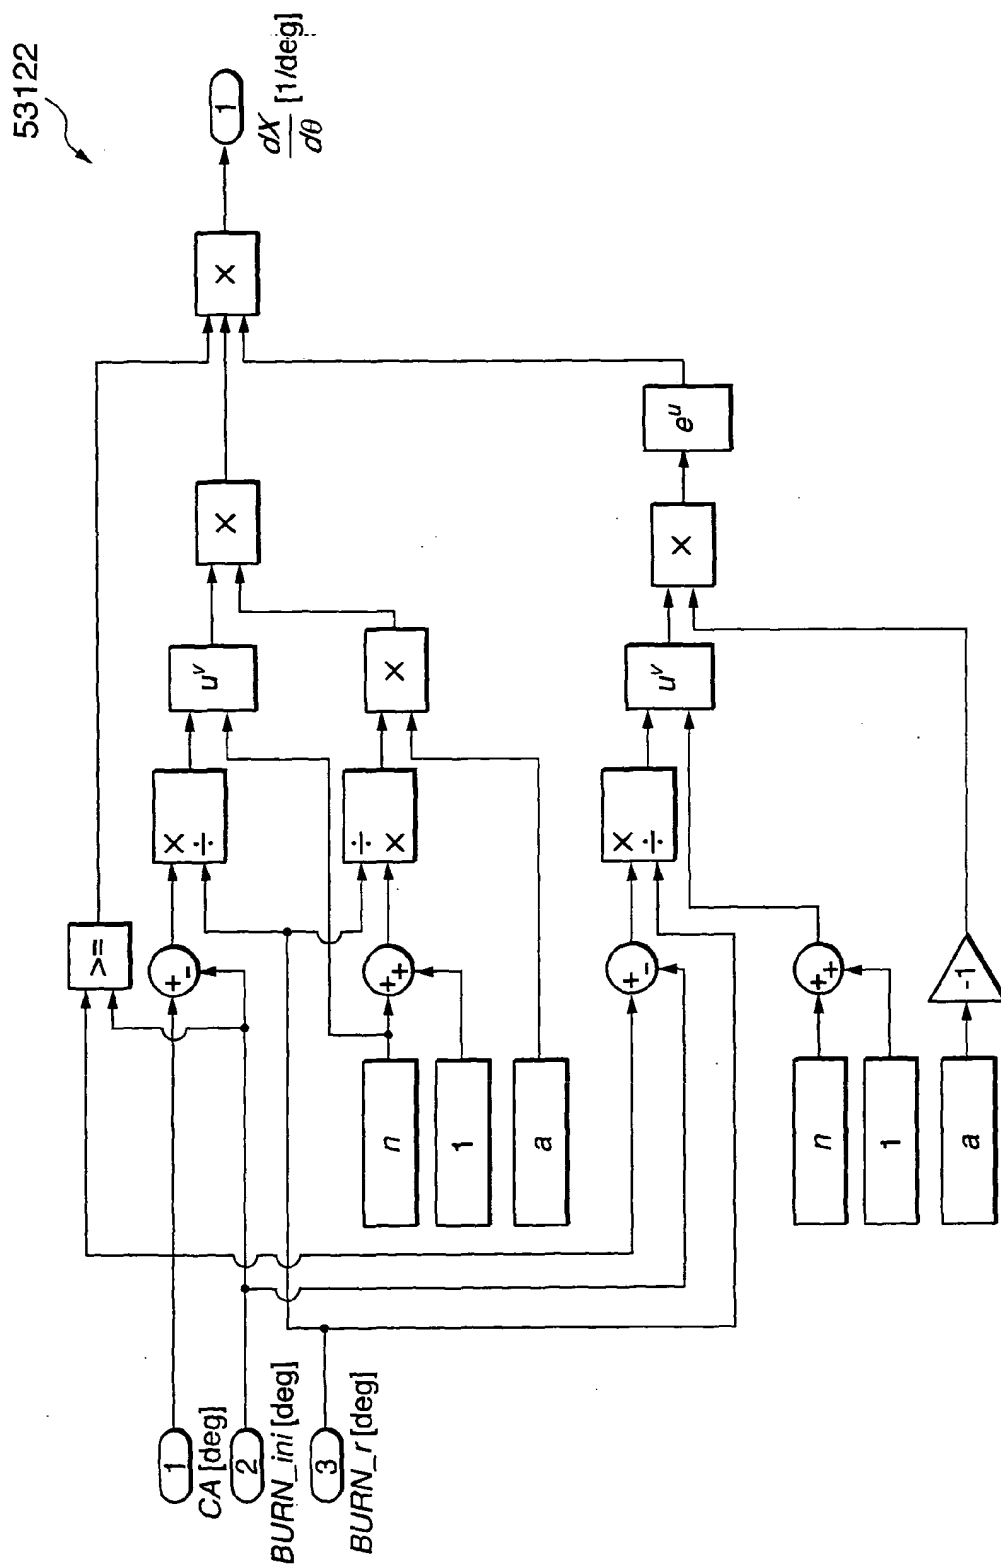 53122
1
CA [deg]
2
BURN_ini [deg]
3
BURN_r [deg]
>=
+
-
×
÷
u^v
n
1
+
+
÷
×
a
×
×
×
1
dX
dθ
[1/deg]
+
-
×
÷
u^v
n
1
+
+
a
-1
×
e^u